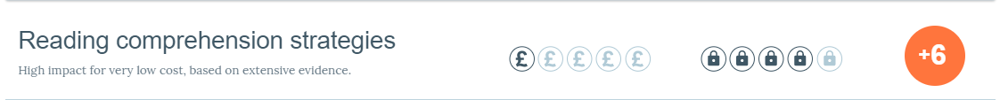 Reading comprehension strategies
High impact for very low cost, based on extensive evidence.
£ £ £ £ £
+6